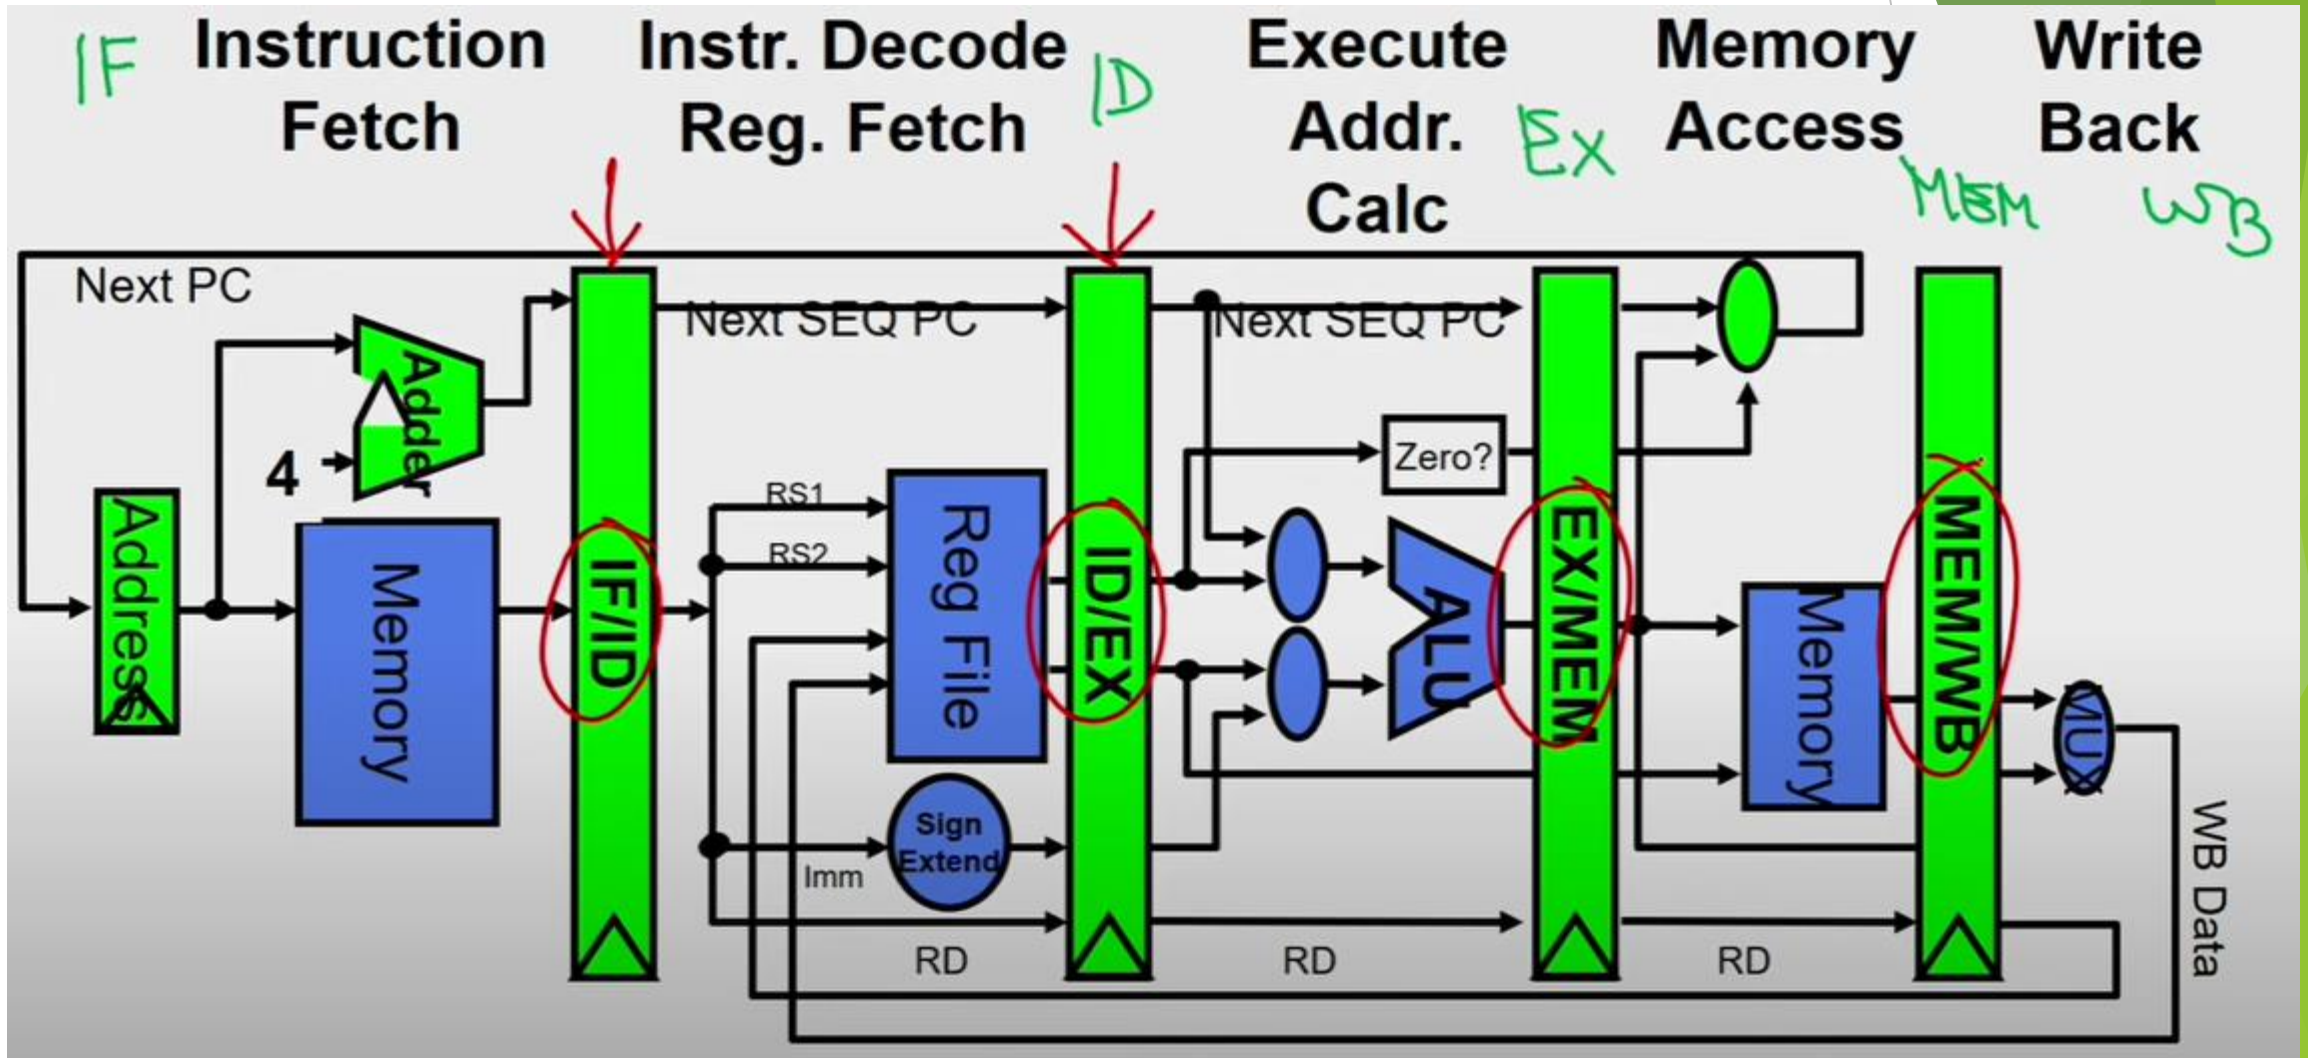 IF
Instruction
Fetch
Instr. Decode
Reg. Fetch
ID
Execute
Addr.
Calc
EX
Memory
Access
MEM
Write
Back
WB
Next PC
Adder
4
Address
Memory
IF/ID
Next SEQ PC
RS1
RS2
Reg File
Sign
Extend
Imm
RD
ID/EX
Next SEQ PC
Zero?
ALU
RD
EX/MEM
Memory
RD
MEM/WB
MUX
WB Data